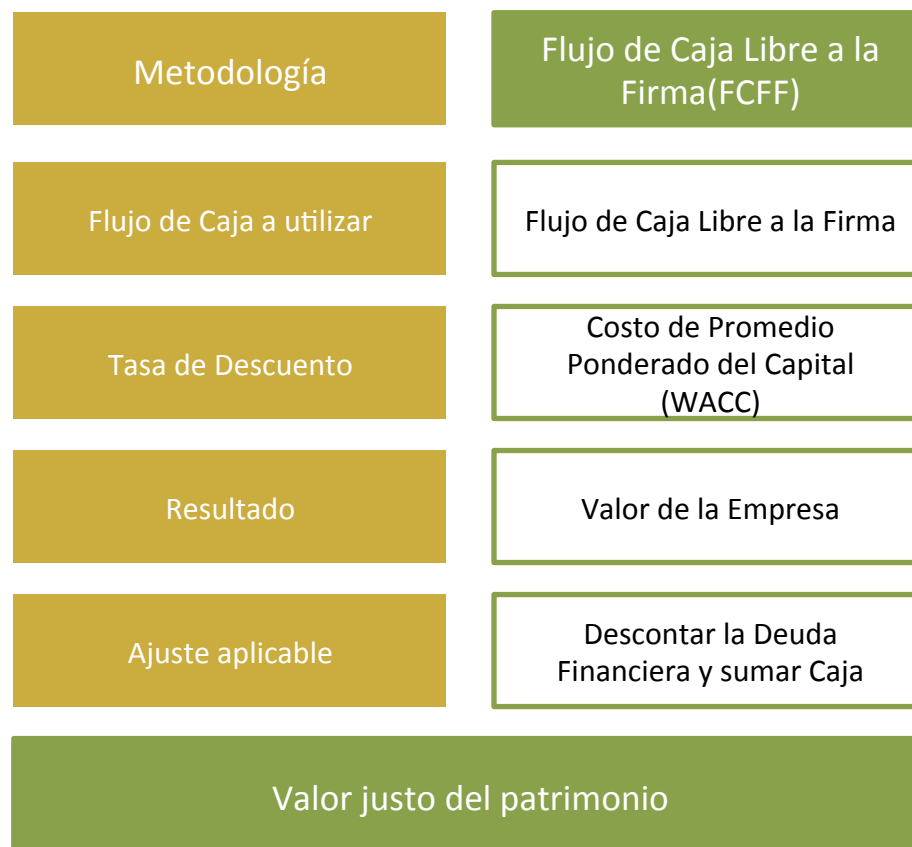 Metodología
Flujo de Caja Libre a la
Firma(FCFF)
Flujo de Caja a utilizar
Flujo de Caja Libre a la Firma
Tasa de Descuento
Costo de Promedio
Ponderado del Capital
(WACC)
Resultado
Valor de la Empresa
Ajuste aplicable
Descontar la Deuda
Financiera y sumar Caja
Valor justo del patrimonio